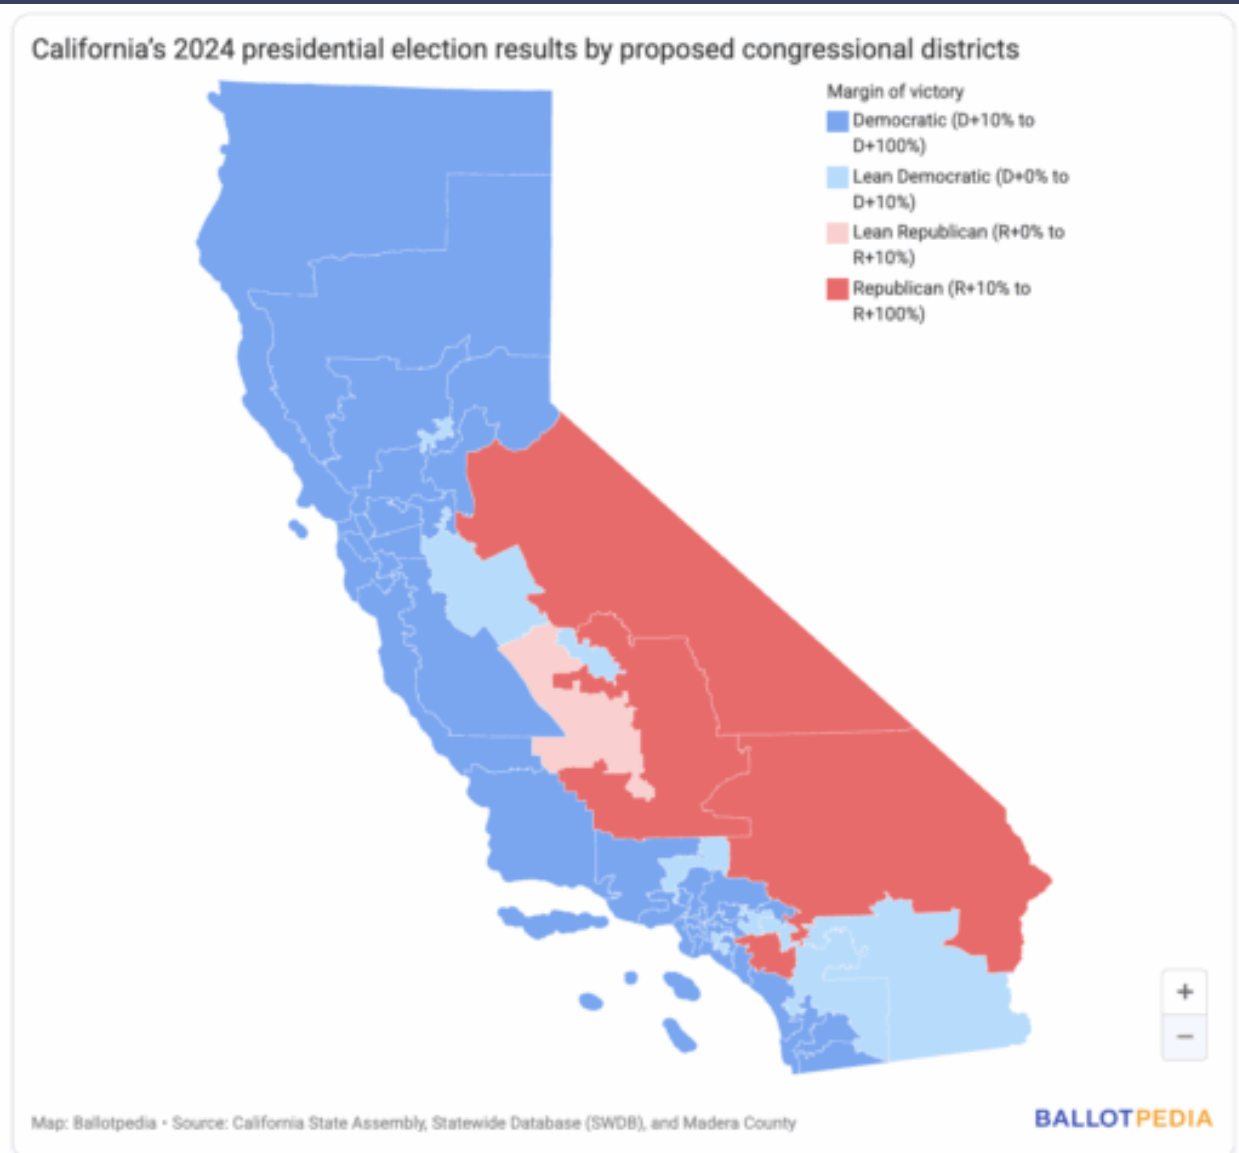 California's 2024 presidential election results by proposed congressional districts
Margin of victory
Democratic (D+10% to
D+100%)
Lean Democratic (D+0% to
D+10%)
Lean Republican (R+0% to
R+10%)
Republican (R+10% to
R+100%)
+
−
Map: Ballotpedia • Source: California State Assembly, Statewide Database (SWDB), and Madera County
BALLOTPEDIA